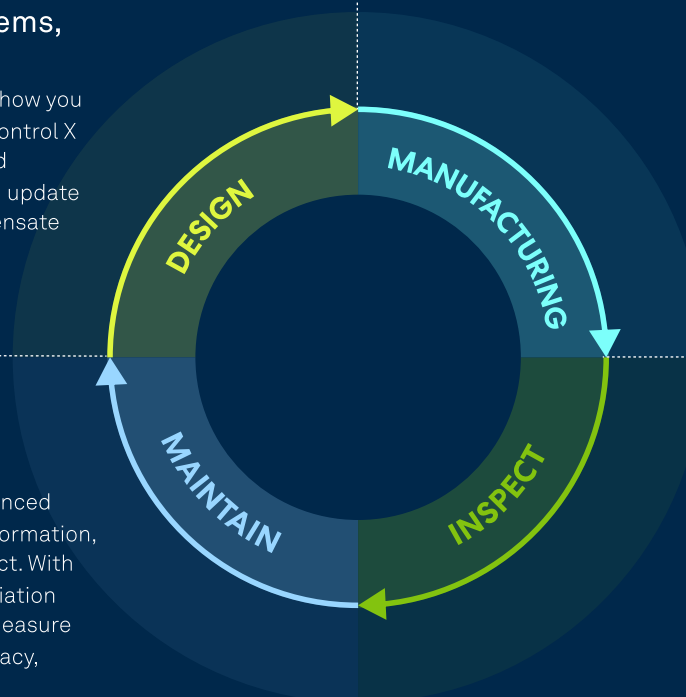 ems,
how you
ontrol X
d
update
ensate
DESIGN
MANUFACTURING
MAINTAIN
INSPECT
nced
ormation,
ct. With
iation
easure
acy,